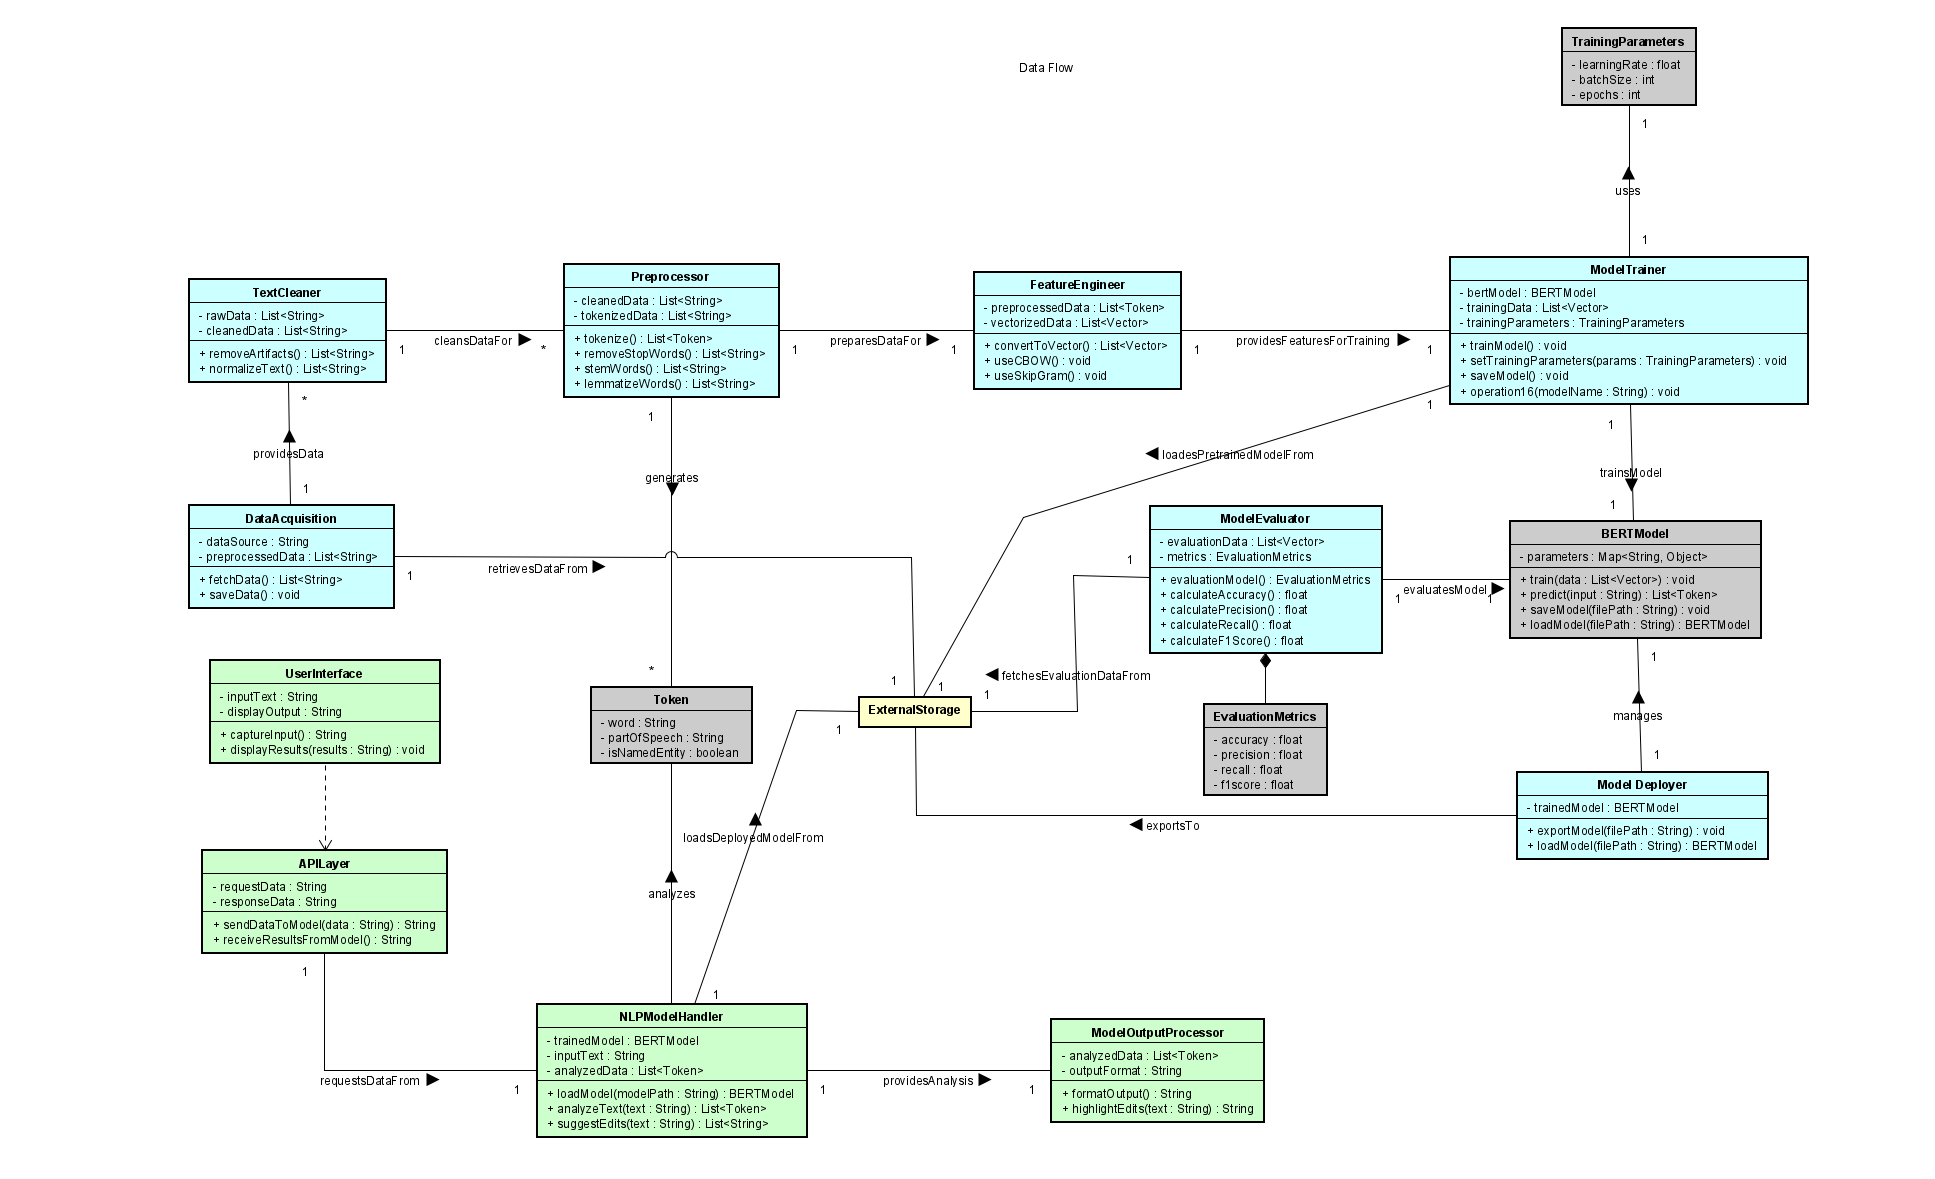 Data Flow
TrainingParameters
- learningRate : float
- batchSize : int
- epochs : int
1
uses
1
TextCleaner
- rawData : List<String>
- cleanedData : List<String>
+ removeArtifacts() : List<String>
+ normalizeText() : List<String>
1
cleansDataFor
*
Preprocessor
- cleanedData : List<String>
- tokenizedData : List<String>
+ tokenize() : List<Token>
+ removeStopWords() : List<String>
+ stemWords() : List<String>
+ lemmatizeWords() : List<String>
1
preparesDataFor
1
FeatureEngineer
- preprocessedData : List<Token>
- vectorizedData : List<Vector>
+ convertToVector() : List<Vector>
+ useCBOW() : void
+ useSkipGram() : void
1
providesFeaturesForTraining
1
ModelTrainer
- bertModel : BERTModel
- trainingData : List<Vector>
- trainingParameters : TrainingParameters
+ trainModel() : void
+ setTrainingParameters(params : TrainingParameters) : void
+ saveModel() : void
+ operation16(modelName : String) : void
*
providesData
1
1
generates
*
1
loadesPretrainedModelFrom
1
1
trainsModel
1
DataAcquisition
- dataSource : String
- preprocessedData : List<String>
+ fetchData() : List<String>
+ saveData() : void
1
retrievesDataFrom
1
ModelEvaluator
- evaluationData : List<Vector>
- metrics : EvaluationMetrics
+ evaluationModel() : EvaluationMetrics
+ calculateAccuracy() : float
+ calculatePrecision() : float
+ calculateRecall() : float
+ calculateF1Score() : float
1
fetchesEvaluationDataFrom
1
1
evaluatesModel
1
BERTModel
- parameters : Map<String, Object>
+ train(data : List<Vector>) : void
+ predict(input : String) : List<Token>
+ saveModel(filePath : String) : void
+ loadModel(filePath : String) : BERTModel
1
manages
1
UserInterface
- inputText : String
- displayOutput : String
+ captureInput() : String
+ displayResults(results : String) : void
Token
- word : String
- partOfSpeech : String
- isNamedEntity : boolean
ExternalStorage
EvaluationMetrics
- accuracy : float
- precision : float
- recall : float
- f1score : float
Model Deployer
- trainedModel : BERTModel
+ exportModel(filePath : String) : void
+ loadModel(filePath : String) : BERTModel
exportsTo
1
loadsDeployedModelFrom
1
analyzes
APILayer
- requestData : String
- responseData : String
+ sendDataToModel(data : String) : String
+ receiveResultsFromModel() : String
1
requestsDataFrom
1
NLPModelHandler
- trainedModel : BERTModel
- inputText : String
- analyzedData : List<Token>
+ loadModel(modelPath : String) : BERTModel
+ analyzeText(text : String) : List<Token>
+ suggestEdits(text : String) : List<String>
1
providesAnalysis
1
ModelOutputProcessor
- analyzedData : List<Token>
- outputFormat : String
+ formatOutput() : String
+ highlightEdits(text : String) : String